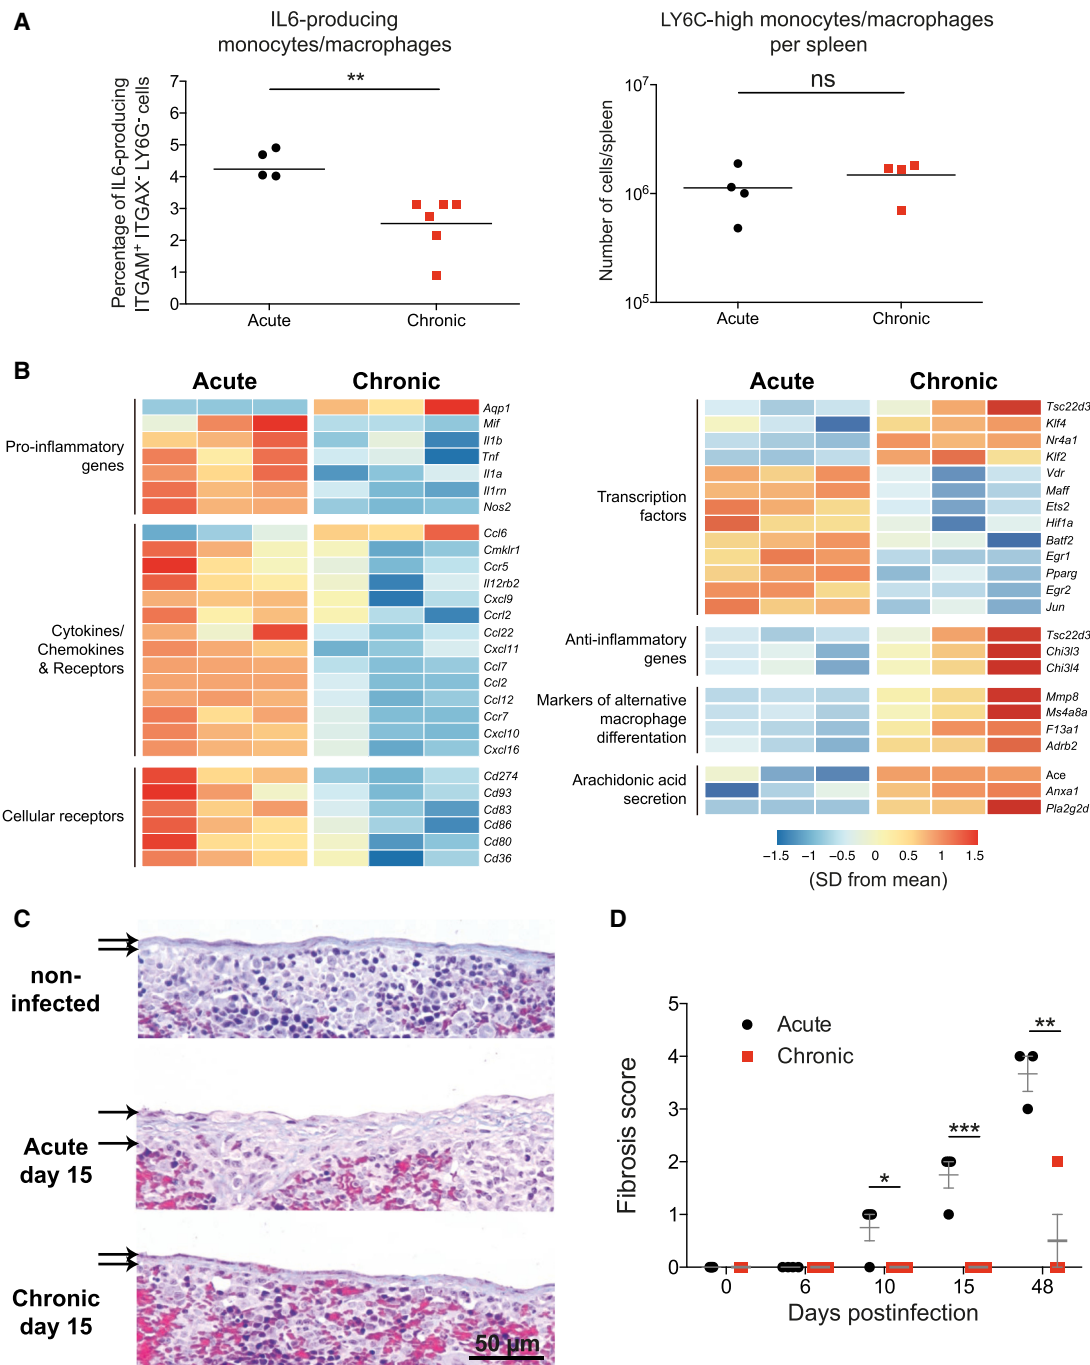 A
IL6-producing
monocytes/macrophages
Percentage of IL6-producing
ITGAM+ ITGAX- LY6G- cells
7
6
5
4
3
2
1
0
**
Acute
Chronic
LY6C-high monocytes/macrophages
per spleen
Number of cells/spleen
10^7
10^6
10^5
ns
Acute
Chronic
B
Acute
Chronic
Pro-inflammatory
genes
Aqp1
Mif
Il1b
Tnf
Il1a
Il1rn
Nos2
Cytokines/
Chemokines
& Receptors
Ccl6
Cmklr1
Ccr5
Il12rb2
Cxcl9
Ccrl2
Ccl22
Cxcl11
Ccl7
Ccl2
Ccl12
Ccr7
Cxcl10
Cxcl16
Cellular receptors
Cd274
Cd93
Cd83
Cd86
Cd80
Cd36
Acute
Chronic
Transcription
factors
Tsc22d3
Klf4
Nr4a1
Klf2
Vdr
Maff
Ets2
Hif1a
Batf2
Egr1
Pparg
Egr2
Jun
Anti-inflammatory
genes
Tsc22d3
Chi3l3
Chi3l4
Markers of alternative
macrophage
differentation
Mmp8
Ms4a8a
F13a1
Adrb2
Arachidonic acid
secretion
Ace
Anxa1
Pla2g2d
−1.5 −1 −0.5 0 0.5 1 1.5
(SD from mean)
C
non-
infected
Acute
day 15
Chronic
day 15
50 µm
D
Fibrosis score
5
4
3
2
1
0
Acute
Chronic
*
***
**
0 6 10 15 48
Days postinfection